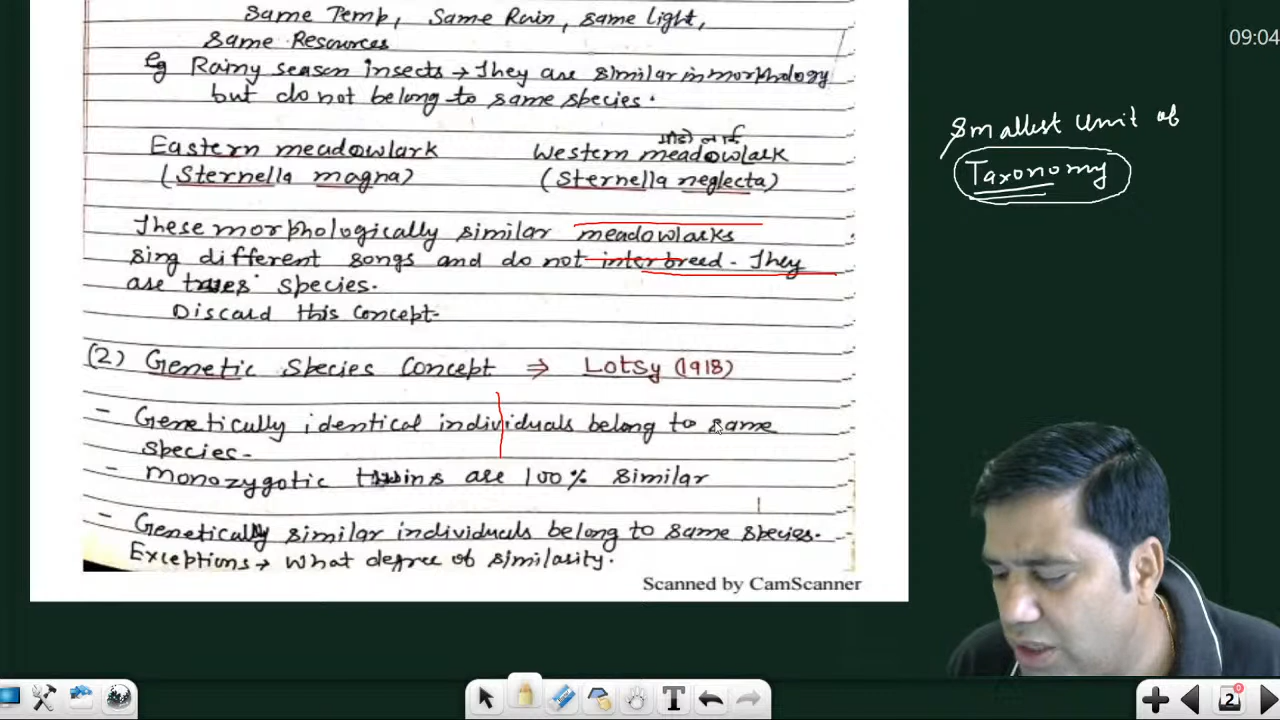 Same Temp, Same Rain, same light,
Same Resources
eg Rainy season insects → They are similar in morphology
but do not belong to same species.
Eastern meadowlark
(Sternella magna)
मीडो लार्क
Western meadowlark
(Sternella neglecta)
These morphologically similar meadowlarks
sing different songs and do not interbreed. They
are species.
Discard this concept.
(2) Genetic Species Concept ⇒ Lotsy (1918)
- Genetically identical individuals belong to same
species.
- monozygotic twins are 100% similar
- Genetically similar individuals belong to same species.
Exceptions → What degree of similarity.
Scanned by CamScanner
09:04
Smallest Unit of
Taxonomy
T
2